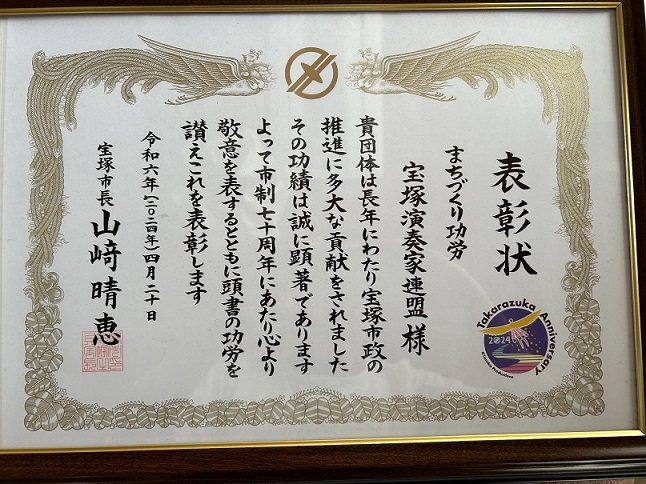 表彰状
まちづくり功労
宝塚演奏家連盟 様
貴団体は長年にわたり宝塚市政の
推進に多大な貢献をされました
その功績は誠に顕著であります
よって市制七十周年にあたり心より
敬意を表するとともに頭書の功労を
讃えこれを表彰します
令和六年(二〇二四年)四月二十日
宝塚市長 山﨑晴恵
Takarazuka Anniversary
2024